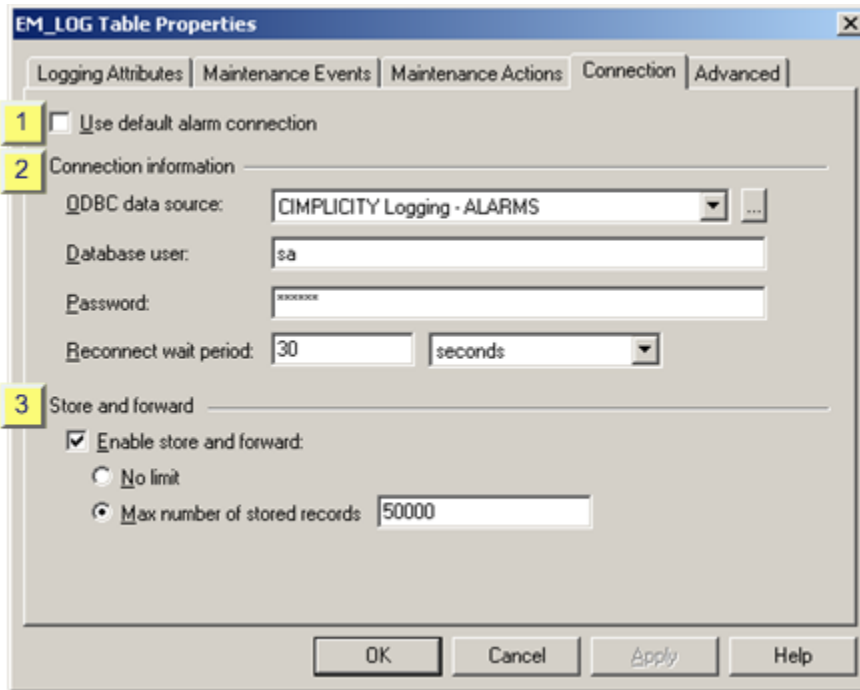 EM_LOG Table Properties
Logging Attributes Maintenance Events Maintenance Actions Connection Advanced
1 Use default alarm connection
2 Connection information
ODBC data source: CIMPLICITY Logging - ALARMS ...
Database user: sa
Password: ******
Reconnect wait period: 30 seconds
3 Store and forward
Enable store and forward:
No limit
Max number of stored records 50000
OK Cancel Apply Help